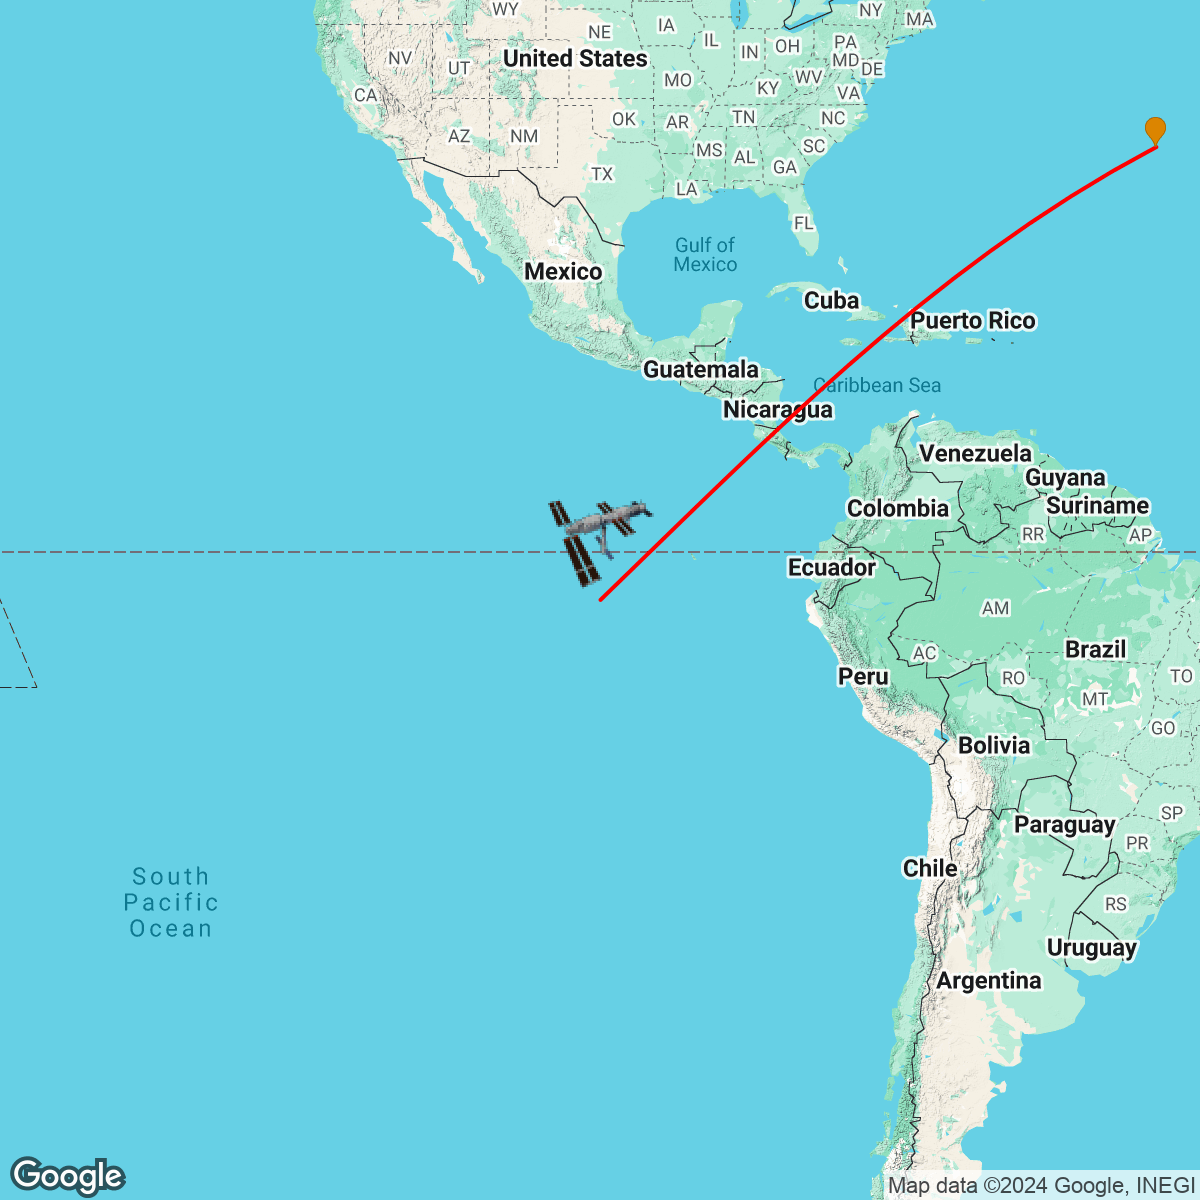 WY
NY
MA
NE
IA
IL
IN
OH
PA
NV
UT
United States
MD
DE
MO
KY
WV
VA
CA
OK
AR
TN
NC
AZ
NM
MS
AL
GA
SC
TX
LA
FL
Gulf of
Mexico
Mexico
Cuba
Puerto Rico
Guatemala
Caribbean Sea
Nicaragua
Venezuela
Guyana
Colombia
Suriname
RR
AP
Ecuador
AM
AC
Brazil
Peru
RO
TO
MT
GO
Bolivia
SP
Paraguay
PR
Chile
RS
South
Pacific
Ocean
Uruguay
Argentina
Google
Map data ©2024 Google, INEGI